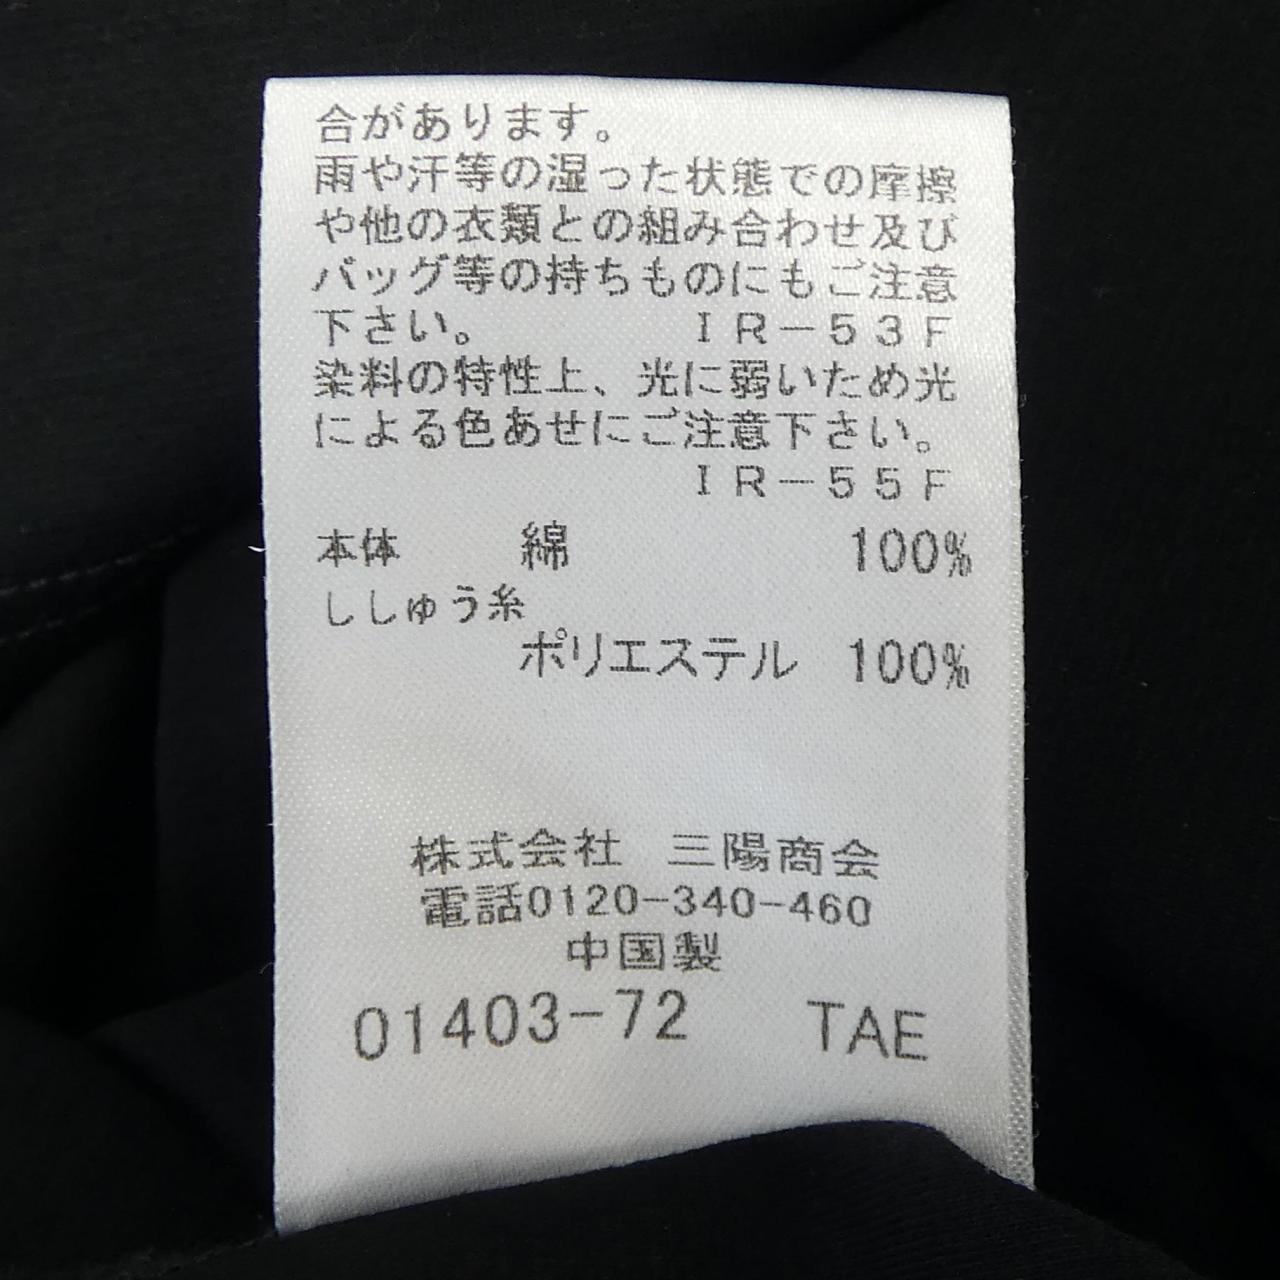 合があります。
雨や汗等の湿った状態での摩擦
や他の衣類との組み合わせ及び
バッグ等の持ちものにもご注意
下さい。　　　　　ＩＲ－５３Ｆ
染料の特性上、光に弱いため光
による色あせにご注意下さい。
ＩＲ－５５Ｆ
本体　綿　100%
ししゅう糸
ポリエステル　100%
株式会社　三陽商会
電話0120-340-460
中国製
01403-72　TAE